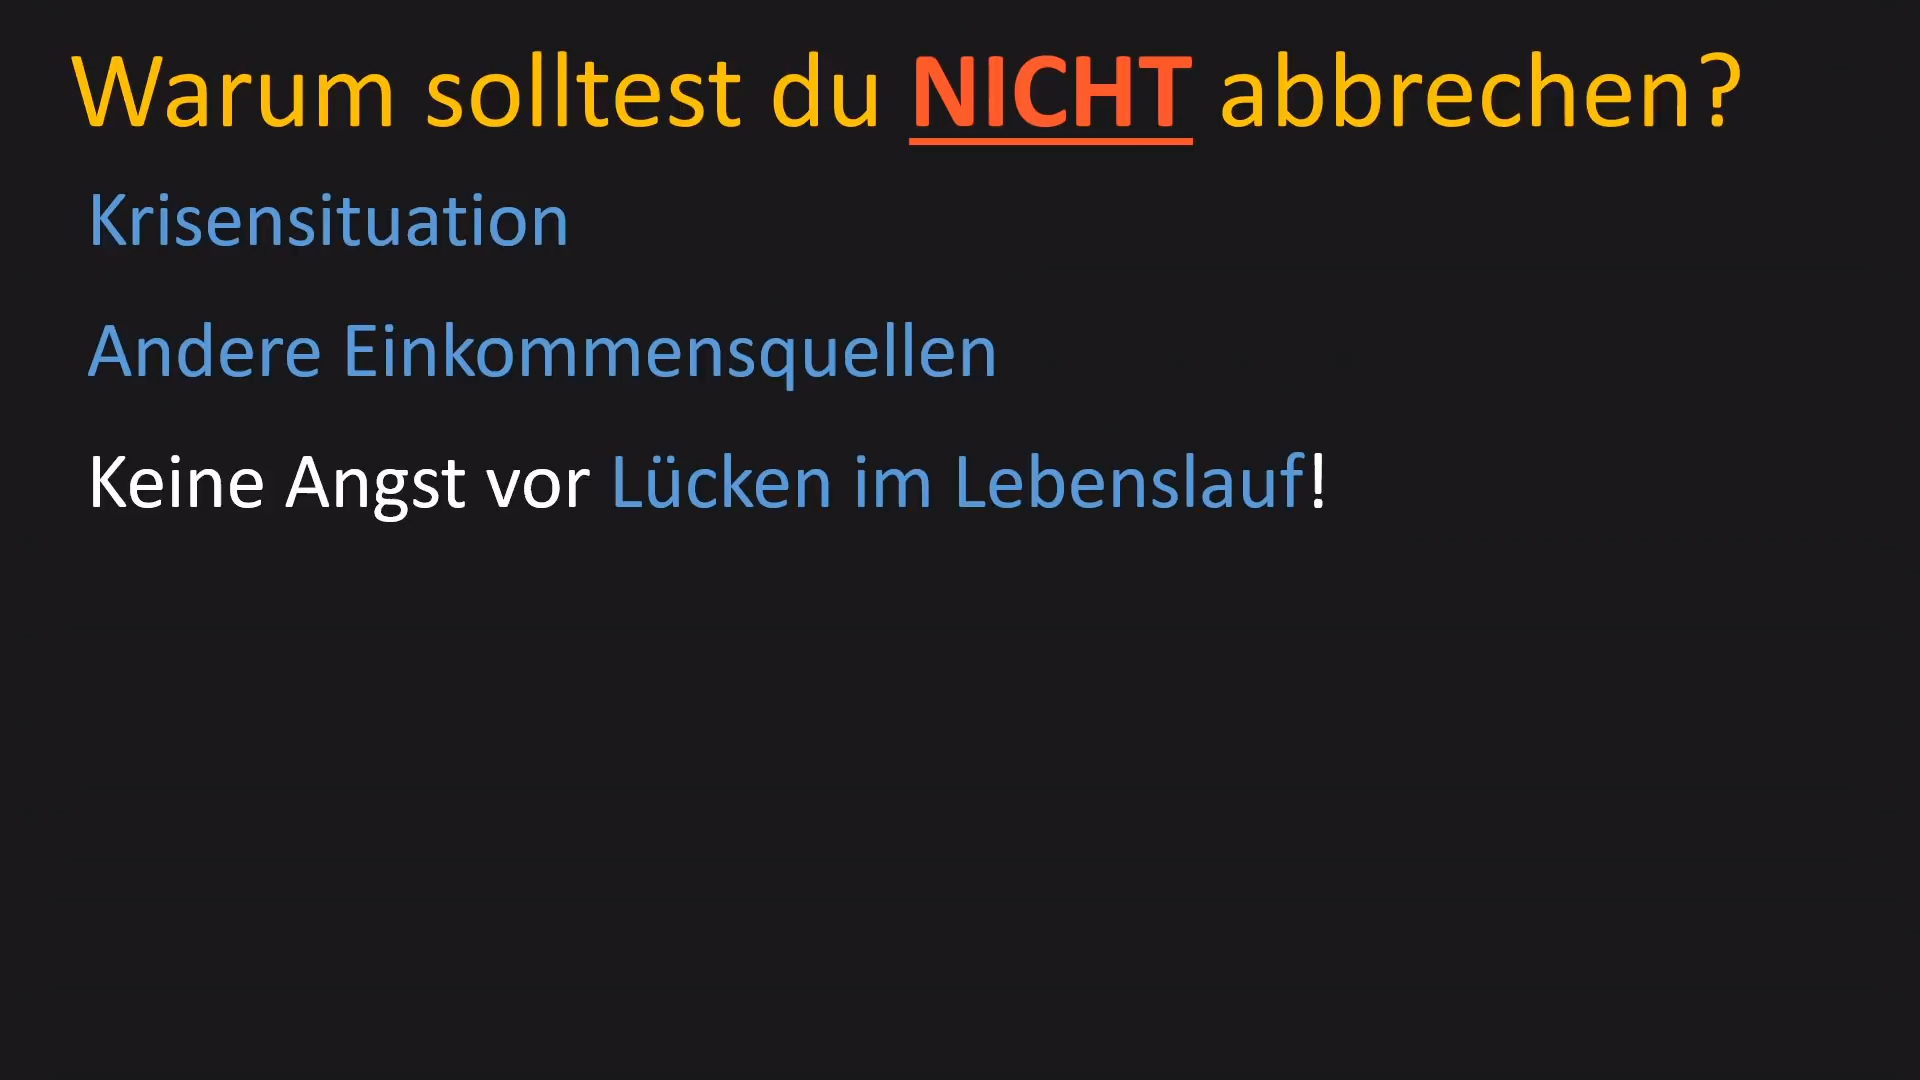 Warum solltest du NICHT abbrechen?
Krisensituation
Andere Einkommensquellen
Keine Angst vor Lücken im Lebenslauf!